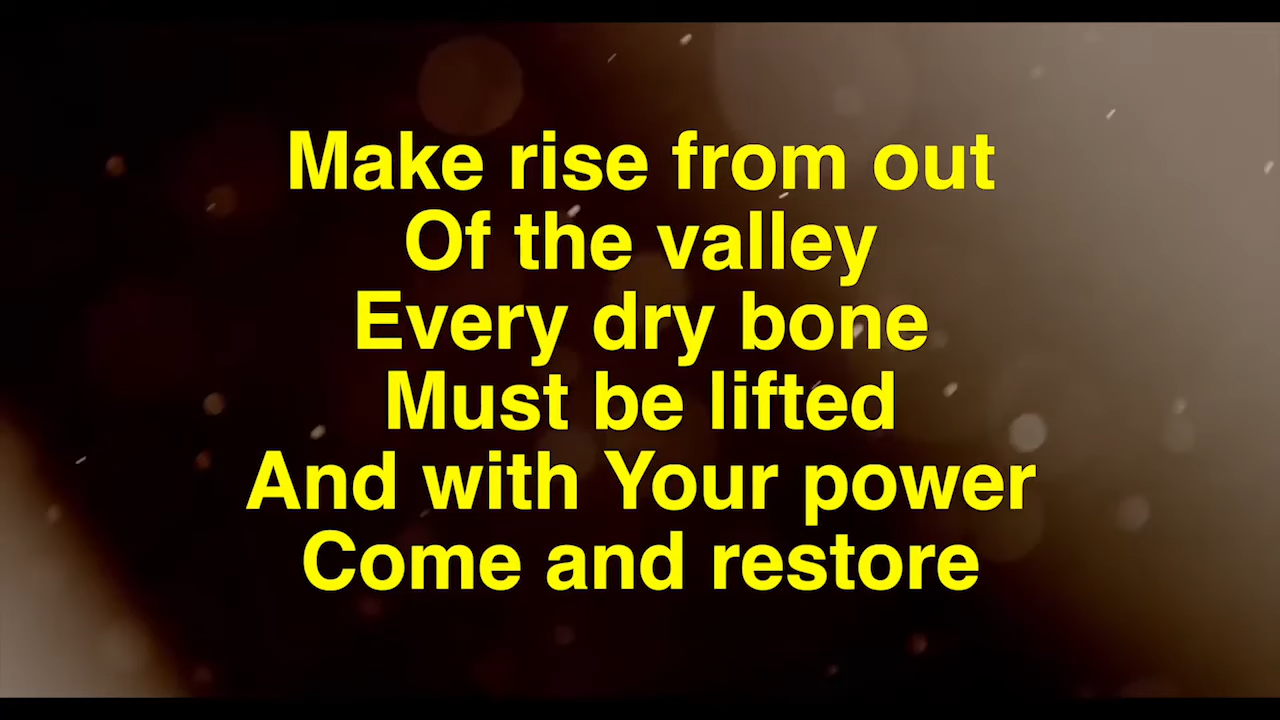 Make rise from out
Of the valley
Every dry bone
Must be lifted
And with Your power
Come and restore